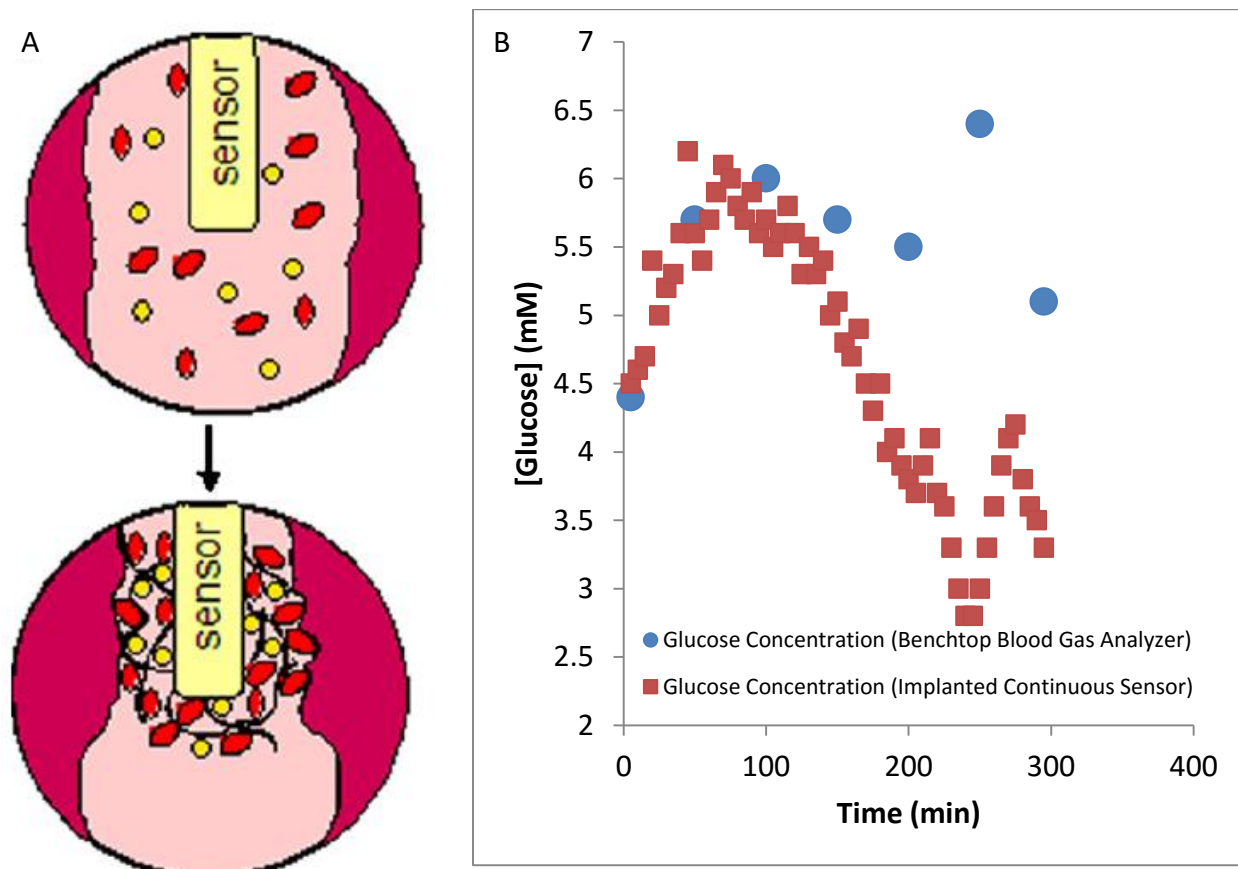 A
sensor
sensor
B
7
6.5
6
5.5
5
4.5
4
3.5
3
2.5
2
[Glucose] (mM)
Glucose Concentration (Benchtop Blood Gas Analyzer)
Glucose Concentration (Implanted Continuous Sensor)
0 100 200 300 400
Time (min)